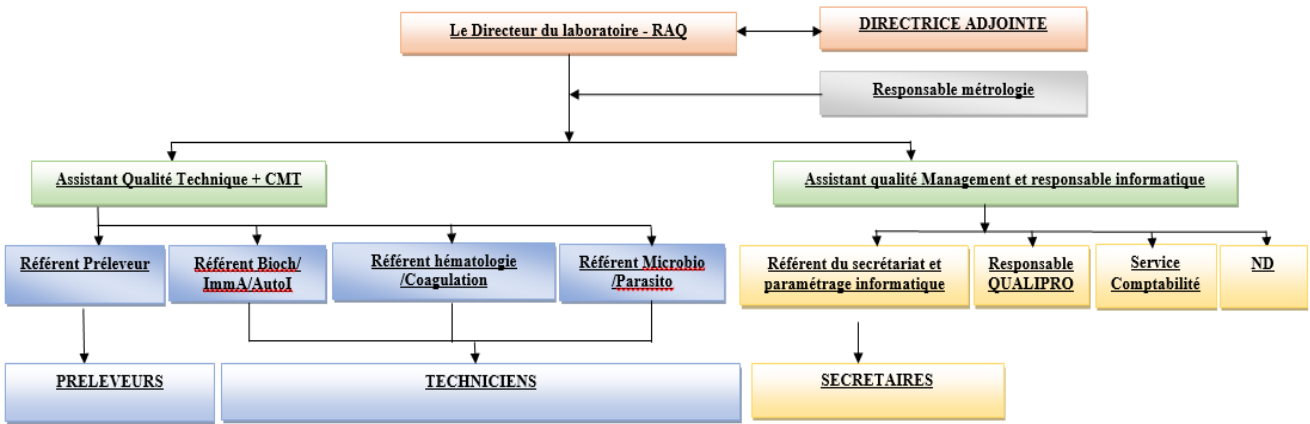 Le Directeur du laboratoire - RAQ
DIRECTRICE ADJOINTE
Responsable métrologie
Assistant Qualité Technique + CMT
Assistant qualité Management et responsable informatique
Référent Préleveur
Référent Bioch/
ImmA/AutoI
Référent hématologie
/Coagulation
Référent Microbio
/Parasito
Référent du secrétariat et
paramétrage informatique
Responsable
QUALIPRO
Service
Comptabilité
ND
PRELEVEURS
TECHNICIENS
SECRETAIRES